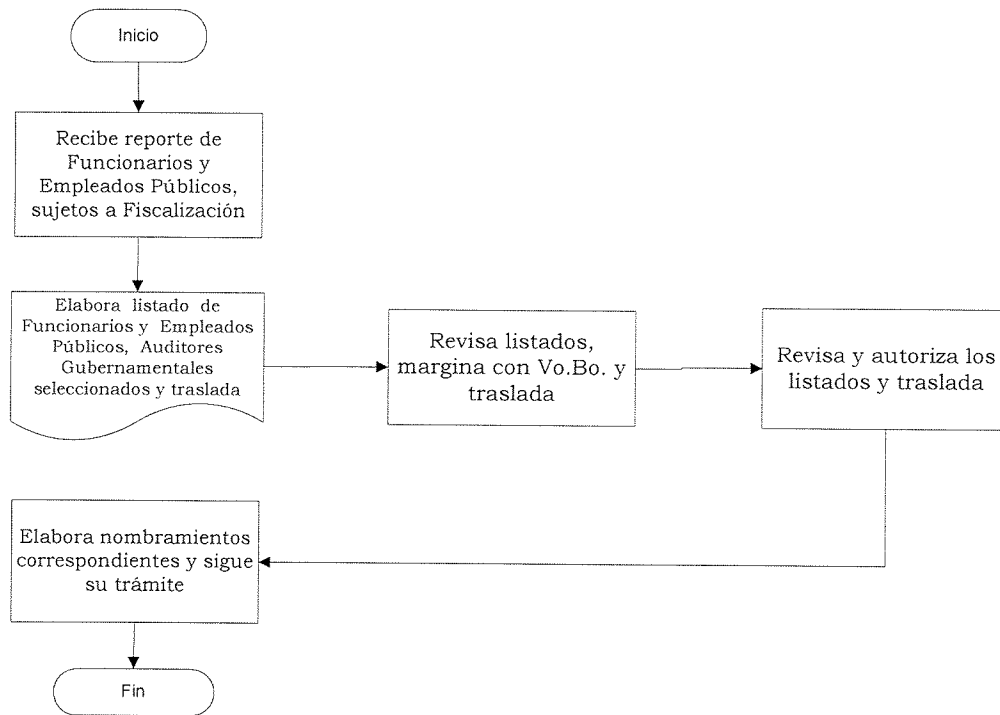 Inicio
Recibe reporte de
Funcionarios y
Empleados Públicos,
sujetos a Fiscalización
Elabora listado de
Funcionarios y Empleados
Públicos, Auditores
Gubernamentales
seleccionados y traslada
Revisa listados,
margina con Vo.Bo. y
traslada
Revisa y autoriza los
listados y traslada
Elabora nombramientos
correspondientes y sigue
su trámite
Fin